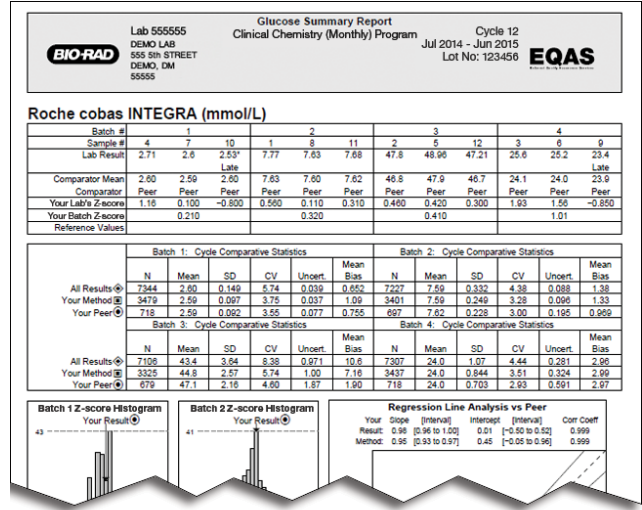 Glucose Summary Report
Clinical Chemistry (Monthly) Program
Lab 555555
DEMO LAB
555 5th STREET
DEMO, DM
55555
BIO-RAD
Cycle 12
Jul 2014 - Jun 2015
Lot No: 123456
EQAS
Roche cobas INTEGRA (mmol/L)
Batch # 1 2 3 4
Sample # 4 7 10 1 8 11 2 5 12 3 6 9
Lab Result 2.71 2.6 2.53* 7.77 7.63 7.68 47.8 48.96 47.21 25.6 25.2 23.4
Late Late
Comparator Mean 2.60 2.59 2.60 7.63 7.60 7.62 46.8 47.9 46.7 24.1 24.0 23.9
Comparator Peer Peer Peer Peer Peer Peer Peer Peer Peer Peer Peer Peer
Your Lab's Z-score 1.16 0.100 -0.800 0.560 0.110 0.310 0.460 0.420 0.300 1.93 1.56 -0.850
Your Batch Z-score 0.210 0.320 0.410 1.01
Reference Values
Batch 1: Cycle Comparative Statistics Batch 2: Cycle Comparative Statistics
N Mean SD CV Uncert. Mean Bias N Mean SD CV Uncert. Mean Bias
All Results 7344 2.60 0.149 5.74 0.039 0.652 7227 7.59 0.332 4.38 0.088 1.38
Your Method 3479 2.59 0.097 3.75 0.037 1.09 3401 7.59 0.249 3.28 0.096 1.33
Your Peer 718 2.59 0.092 3.55 0.077 0.755 697 7.62 0.228 3.00 0.195 0.969
Batch 3: Cycle Comparative Statistics Batch 4: Cycle Comparative Statistics
N Mean SD CV Uncert. Mean Bias N Mean SD CV Uncert. Mean Bias
All Results 7106 43.4 3.64 8.38 0.971 10.6 7307 24.0 1.07 4.44 0.281 2.96
Your Method 3325 44.8 2.57 5.74 1.00 7.16 3437 24.0 0.844 3.51 0.324 2.99
Your Peer 679 47.1 2.16 4.60 1.87 1.90 718 24.0 0.703 2.93 0.591 2.97
Batch 1 Z-score Histogram
Your Result
43
Batch 2 Z-score Histogram
Your Result
41
Regression Line Analysis vs Peer
Your Slope [Interval] Intercept [Interval] Corr Coeff
Result: 0.98 [0.96 to 1.00] 0.01 [-0.50 to 0.52] 0.999
Method: 0.95 [0.93 to 0.97] 0.45 [-0.05 to 0.96] 0.999